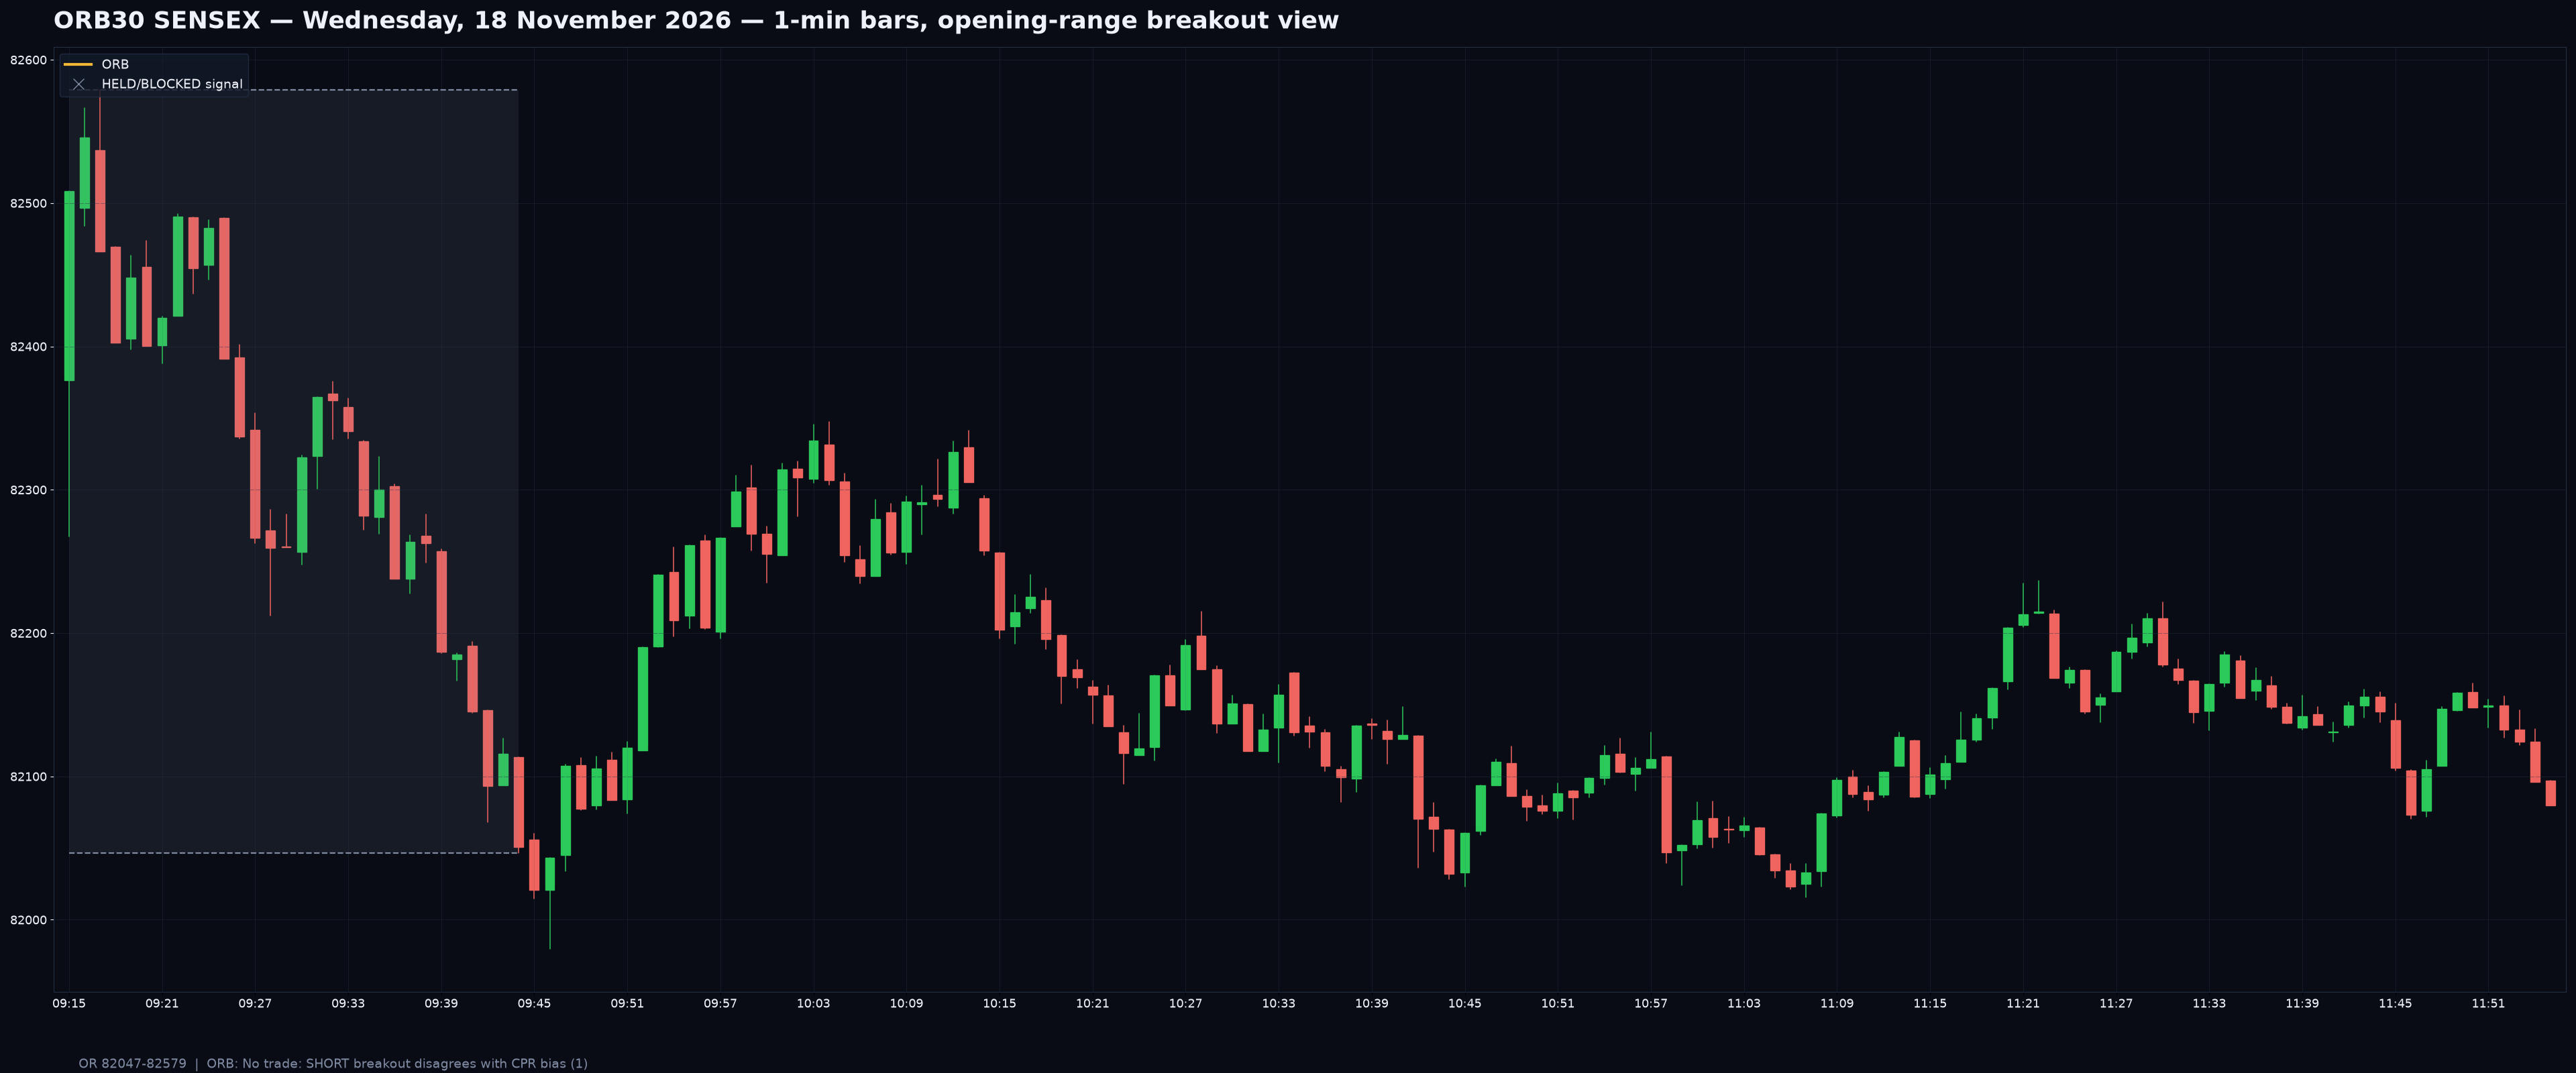 ORB30 SENSEX — Wednesday, 18 November 2026 — 1-min bars, opening-range breakout view
ORB
HELD/BLOCKED signal
82600
82500
82400
82300
82200
82100
82000
09:15 09:21 09:27 09:33 09:39 09:45 09:51 09:57 10:03 10:09 10:15 10:21 10:27 10:33 10:39 10:45 10:51 10:57 11:03 11:09 11:15 11:21 11:27 11:33 11:39 11:45 11:51
OR 82047-82579 | ORB: No trade: SHORT breakout disagrees with CPR bias (1)